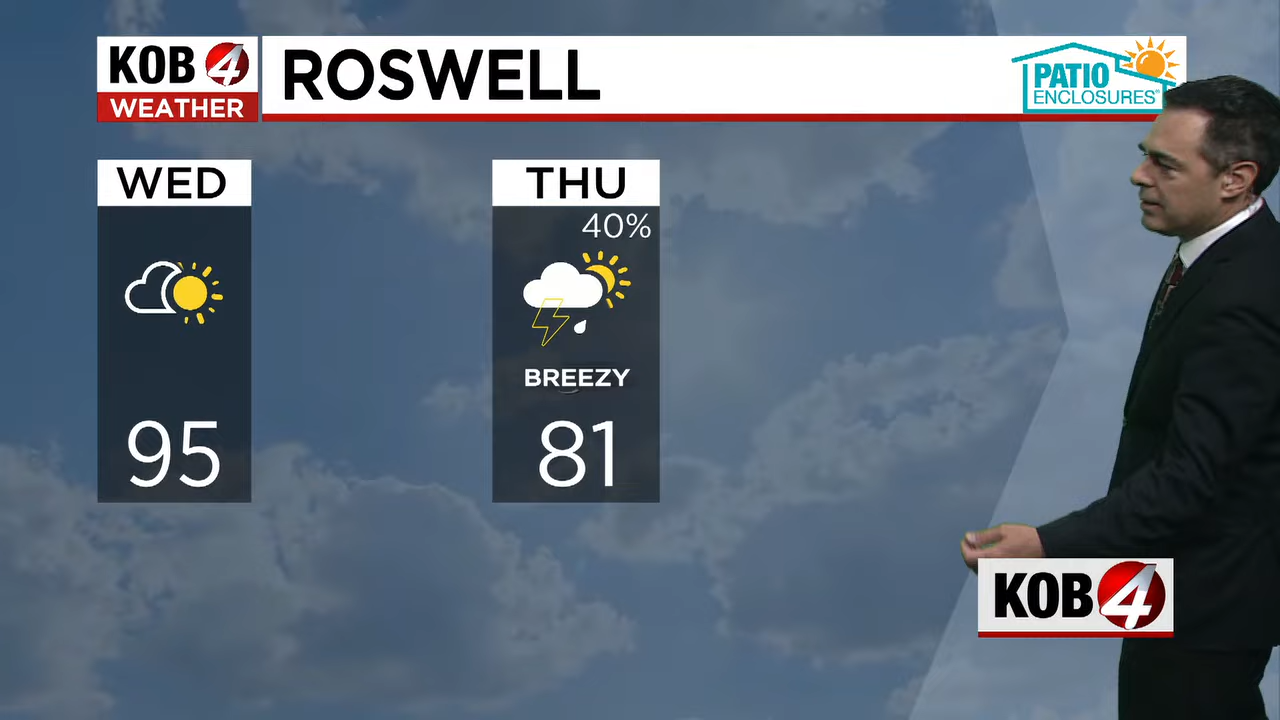 KOB 4
WEATHER
ROSWELL
PATIO
ENCLOSURES
WED
95
THU
40%
BREEZY
81
KOB 4